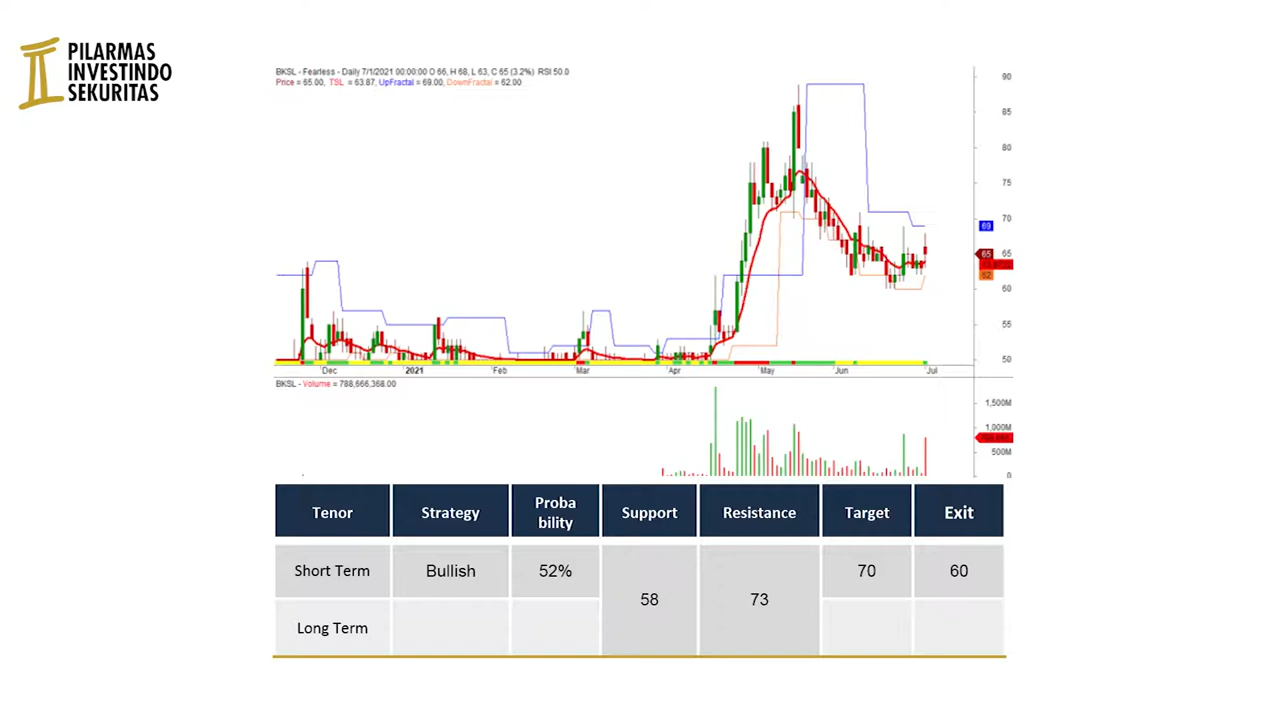 PILARMAS
INVESTINDO
SEKURITAS
BKSL - Fearless - Daily 7/1/2021 00:00:00 O 66, H 68, L 63, C 65 (3.2%) RSI 50.0
Price = 65.00, TSL = 63.87, UpFractal = 69.00, DownFractal = 62.00
90
85
80
75
70
69
65
65
62
60
55
50
Dec 2021 Feb Mar Apr May Jun Jul
BKSL - Volume = 788,666,368.00
1,500M
1,000M
500M
0
Tenor Strategy Proba bility Support Resistance Target Exit
Short Term Bullish 52% 58 73 70 60
Long Term